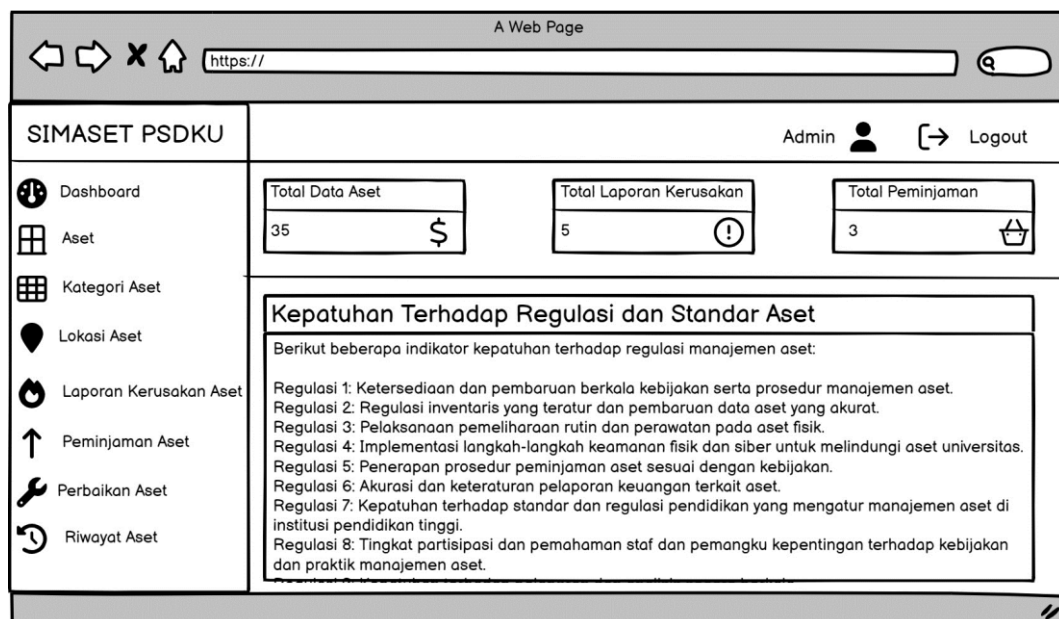 A Web Page
https://
SIMASET PSDKU
Admin
Logout
Dashboard
Aset
Kategori Aset
Lokasi Aset
Laporan Kerusakan Aset
Peminjaman Aset
Perbaikan Aset
Riwayat Aset
Total Data Aset
35
$
Total Laporan Kerusakan
5
Total Peminjaman
3
Kepatuhan Terhadap Regulasi dan Standar Aset
Berikut beberapa indikator kepatuhan terhadap regulasi manajemen aset:
Regulasi 1: Ketersediaan dan pembaruan berkala kebijakan serta prosedur manajemen aset.
Regulasi 2: Regulasi inventaris yang teratur dan pembaruan data aset yang akurat.
Regulasi 3: Pelaksanaan pemeliharaan rutin dan perawatan pada aset fisik.
Regulasi 4: Implementasi langkah-langkah keamanan fisik dan siber untuk melindungi aset universitas.
Regulasi 5: Penerapan prosedur peminjaman aset sesuai dengan kebijakan.
Regulasi 6: Akurasi dan keteraturan pelaporan keuangan terkait aset.
Regulasi 7: Kepatuhan terhadap standar dan regulasi pendidikan yang mengatur manajemen aset di
institusi pendidikan tinggi.
Regulasi 8: Tingkat partisipasi dan pemahaman staf dan pemangku kepentingan terhadap kebijakan
dan praktik manajemen aset.